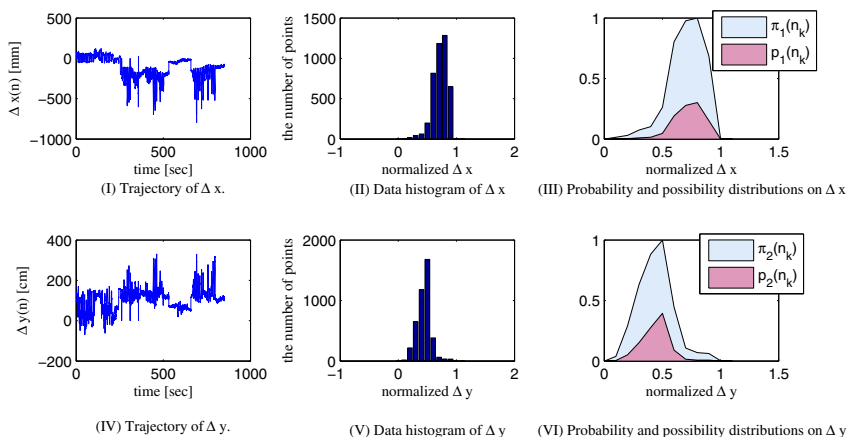 500
0
−500
−1000
Δ x(n) [mm]
0 500 1000
time [sec]
(I) Trajectory of Δ x.
1500
1000
500
0
the number of points
−1 0 1 2
normalized Δ x
(II) Data histogram of Δ x
1
0.5
0
0 0.5 1 1.5
π₁(nₖ)
p₁(nₖ)
normalized Δ x
(III) Probability and possibility distributions on Δ x
400
200
0
−200
Δ y(n) [cm]
0 500 1000
time [sec]
(IV) Trajectory of Δ y.
2000
1000
0
the number of points
−1 0 1 2
normalized Δ y
(V) Data histogram of Δ y
1
0.5
0
0 0.5 1 1.5
π₂(nₖ)
p₂(nₖ)
normalized Δ y
(VI) Probability and possibility distributions on Δ y